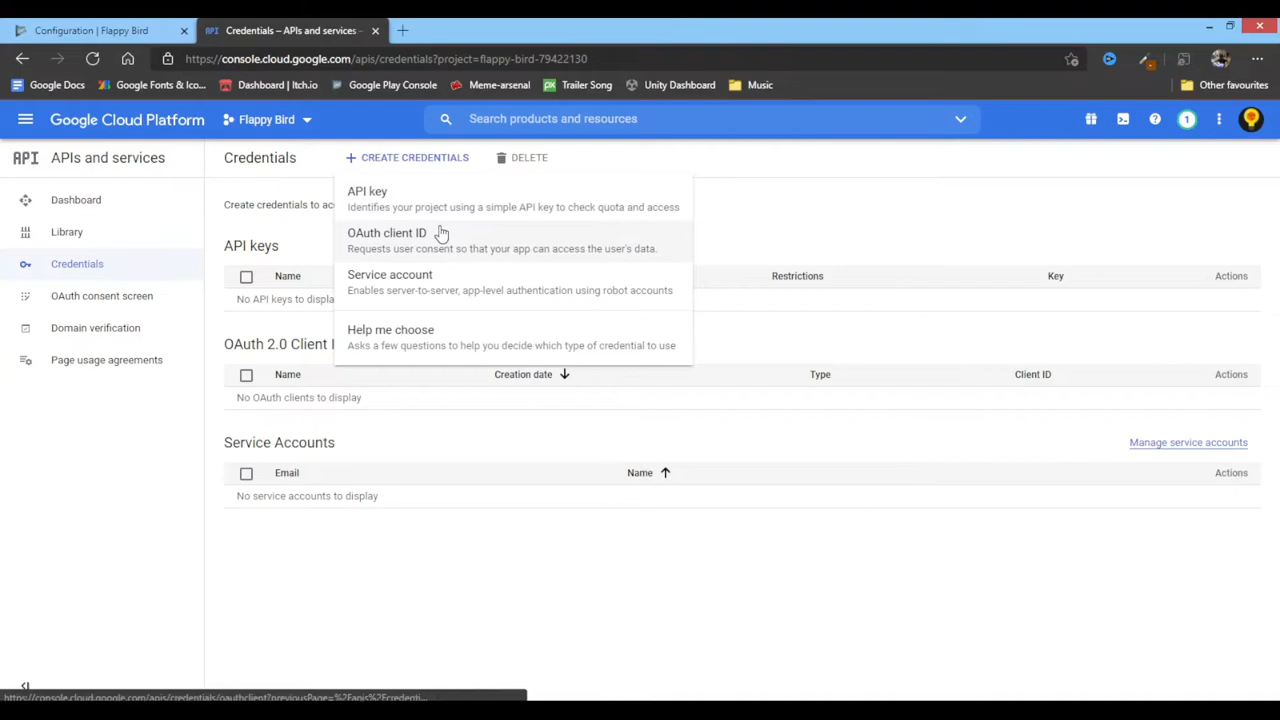 Configuration | Flappy Bird
API Credentials – APIs and services -
https://console.cloud.google.com/apis/credentials?project=flappy-bird-79422130
Google Docs
Google Fonts & Ico...
Dashboard | Itch.io
Google Play Console
Meme-arsenal
px Trailer Song
Unity Dashboard
Music
Other favourites
Google Cloud Platform
Flappy Bird
Search products and resources
1
API APIs and services
Dashboard
Library
Credentials
OAuth consent screen
Domain verification
Page usage agreements
Credentials
+ CREATE CREDENTIALS
DELETE
Create credentials to ac
API key
Identifies your project using a simple API key to check quota and access
OAuth client ID
Requests user consent so that your app can access the user's data.
Service account
Enables server-to-server, app-level authentication using robot accounts
Help me choose
Asks a few questions to help you decide which type of credential to use
API keys
Name Restrictions Key Actions
No API keys to displa
OAuth 2.0 Client I
Name Creation date Type Client ID Actions
No OAuth clients to display
Service Accounts
Manage service accounts
Email Name Actions
No service accounts to display
https://console.cloud.google.com/apis/credentials/oauthclient?previousPage=%2Fapis%2Fcredenti...